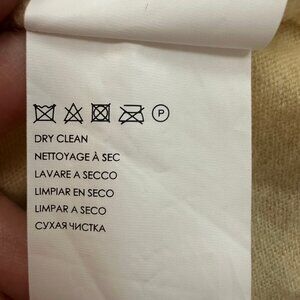 P
DRY CLEAN
NETTOYAGE À SEC
LAVARE A SECCO
LIMPIAR EN SECO
LIMPAR A SECO
СУХАЯ ЧИСТКА